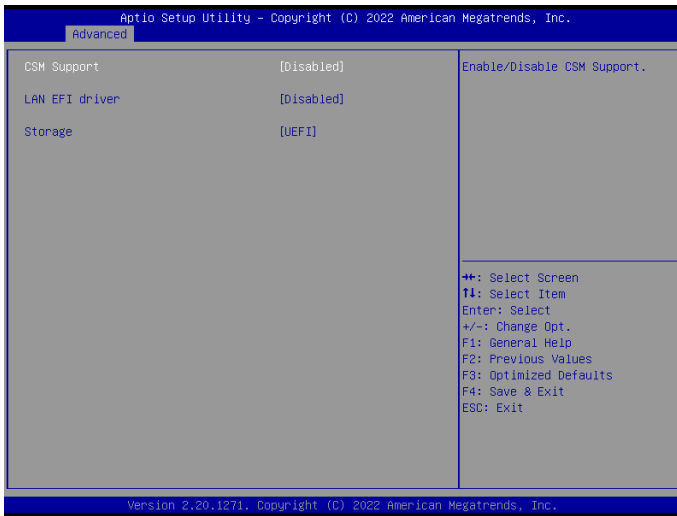 Aptio Setup Utility – Copyright (C) 2022 American Megatrends, Inc.
Advanced
CSM Support [Disabled]
LAN EFI driver [Disabled]
Storage [UEFI]
Enable/Disable CSM Support.
→←: Select Screen
↑↓: Select Item
Enter: Select
+/-: Change Opt.
F1: General Help
F2: Previous Values
F3: Optimized Defaults
F4: Save & Exit
ESC: Exit
Version 2.20.1271. Copyright (C) 2022 American Megatrends, Inc.